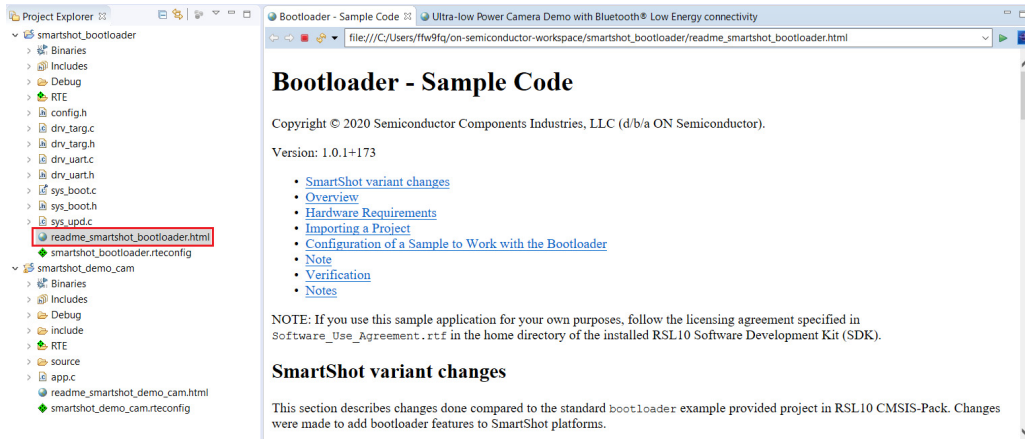 Project Explorer
smartshot_bootloader
Binaries
Includes
Debug
RTE
config.h
drv_targ.c
drv_targ.h
drv_uart.c
drv_uart.h
sys_boot.c
sys_boot.h
sys_upd.c
readme_smartshot_bootloader.html
smartshot_bootloader.rteconfig
smartshot_demo_cam
Binaries
Includes
Debug
include
RTE
source
app.c
readme_smartshot_demo_cam.html
smartshot_demo_cam.rteconfig
Bootloader - Sample Code
Ultra-low Power Camera Demo with Bluetooth® Low Energy connectivity
file:///C:/Users/ffw9fq/on-semiconductor-workspace/smartshot_bootloader/readme_smartshot_bootloader.html
Bootloader - Sample Code
Copyright © 2020 Semiconductor Components Industries, LLC (d/b/a ON Semiconductor).
Version: 1.0.1+173
• SmartShot variant changes
• Overview
• Hardware Requirements
• Importing a Project
• Configuration of a Sample to Work with the Bootloader
• Note
• Verification
• Notes
NOTE: If you use this sample application for your own purposes, follow the licensing agreement specified in
Software_Use_Agreement.rtf in the home directory of the installed RSL10 Software Development Kit (SDK).
SmartShot variant changes
This section describes changes done compared to the standard bootloader example provided project in RSL10 CMSIS-Pack. Changes
were made to add bootloader features to SmartShot platforms.